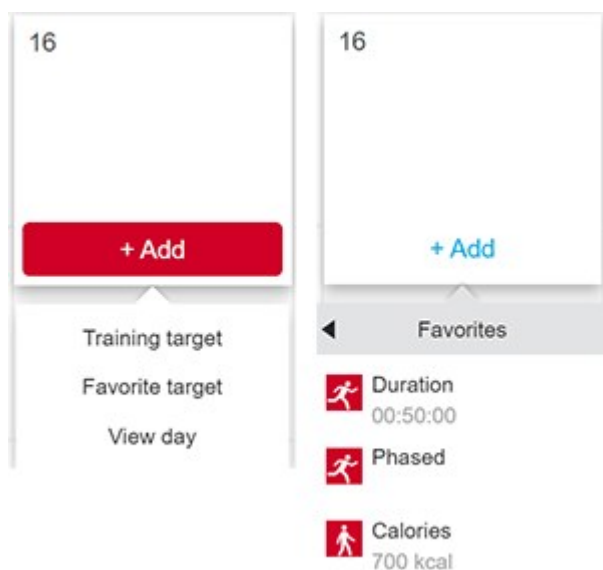 16
+ Add
Training target
Favorite target
View day
16
+ Add
Favorites
Duration
00:50:00
Phased
Calories
700 kcal